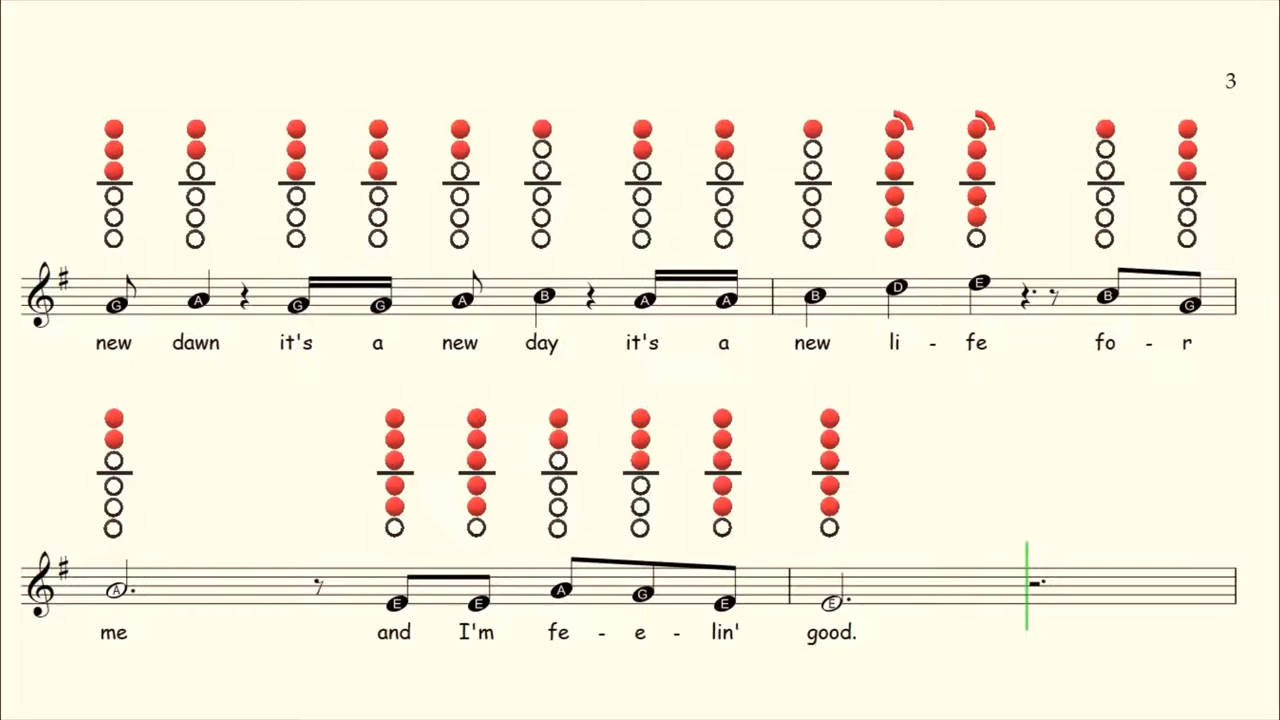 3
G A G G A B A A B D E B G
new dawn it's a new day it's a new li - fe fo - r
A E E A G E E
me and I'm fe - e - lin' good.